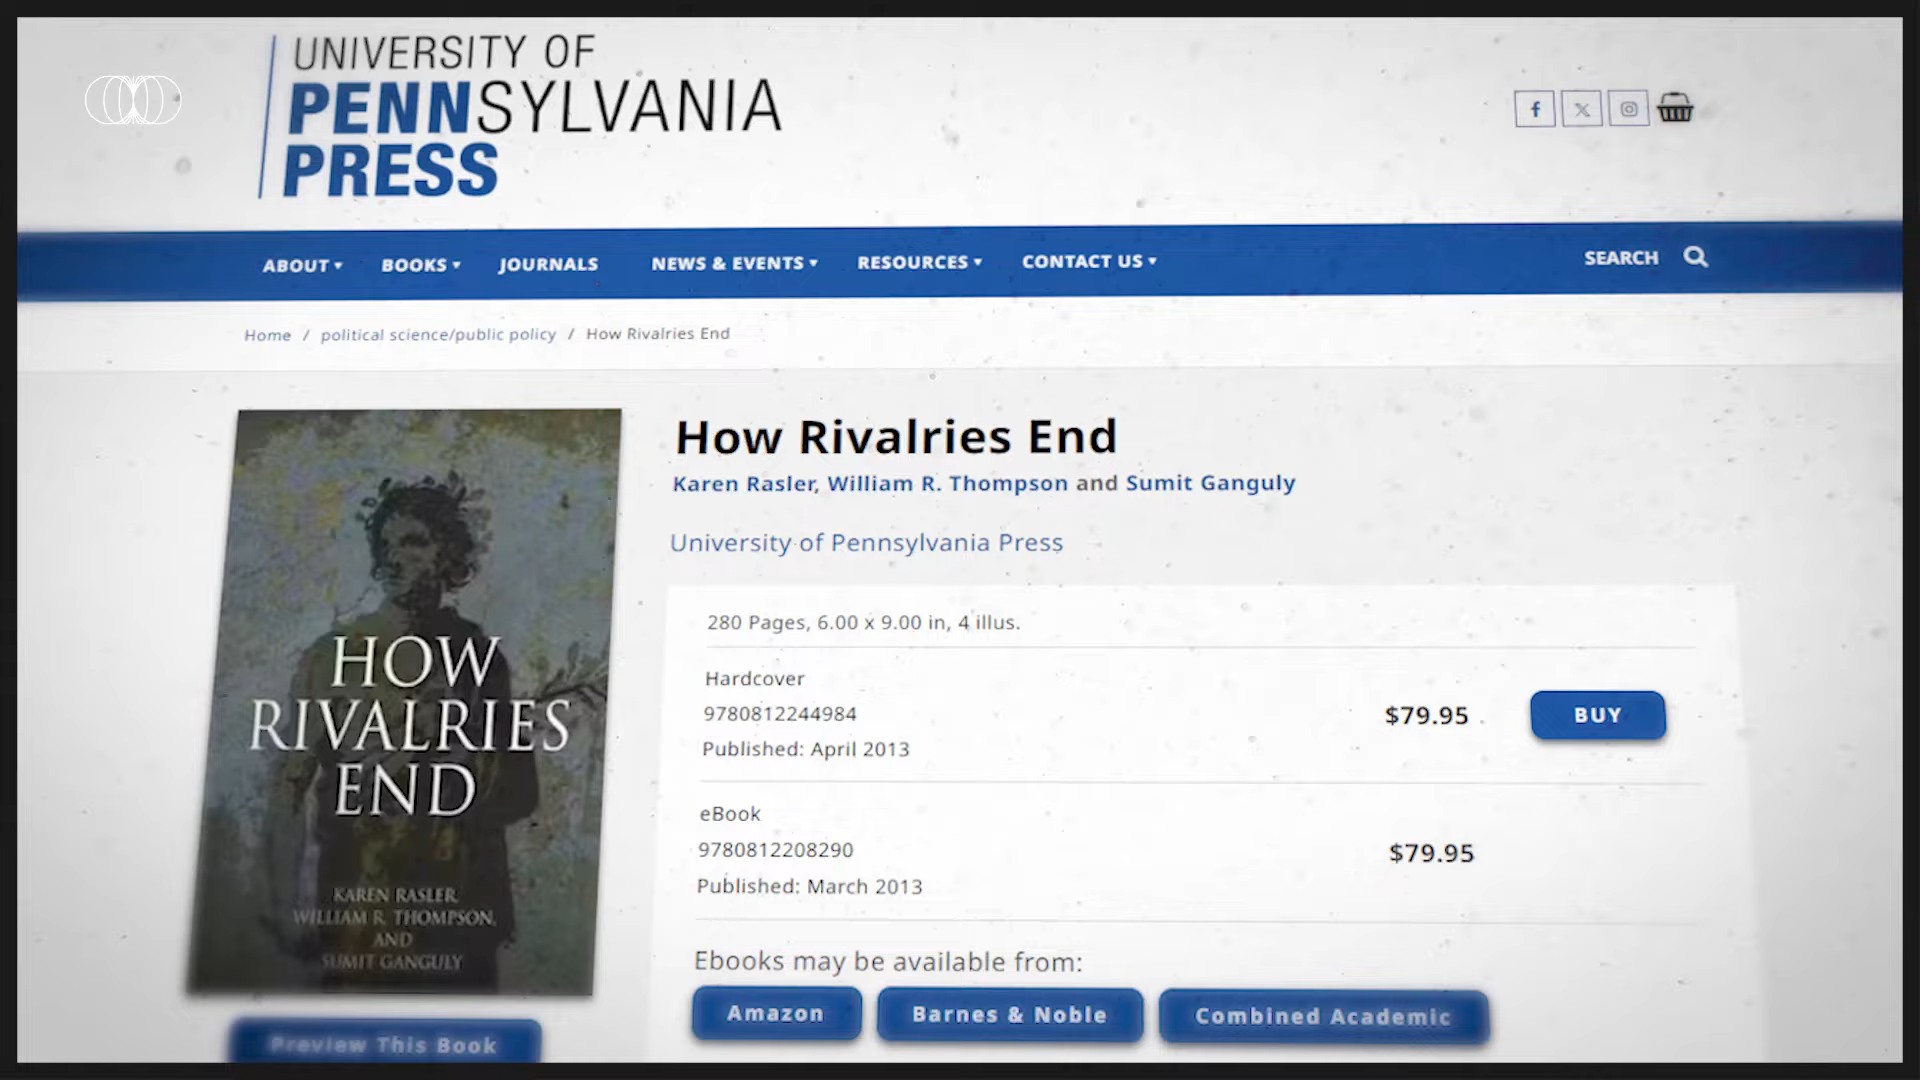 UNIVERSITY OF
PENNSYLVANIA
PRESS
ABOUT BOOKS JOURNALS NEWS & EVENTS RESOURCES CONTACT US SEARCH
Home / political science/public policy / How Rivalries End
How Rivalries End
Karen Rasler, William R. Thompson and Sumit Ganguly
University of Pennsylvania Press
280 Pages, 6.00 x 9.00 in, 4 illus.
Hardcover
9780812244984
Published: April 2013
$79.95 BUY
eBook
9780812208290
Published: March 2013
$79.95
Ebooks may be available from:
Amazon Barnes & Noble Combined Academic
HOW
RIVALRIES
END
KAREN RASLER,
WILLIAM R. THOMPSON,
AND
SUMIT GANGULY
Preview This Book